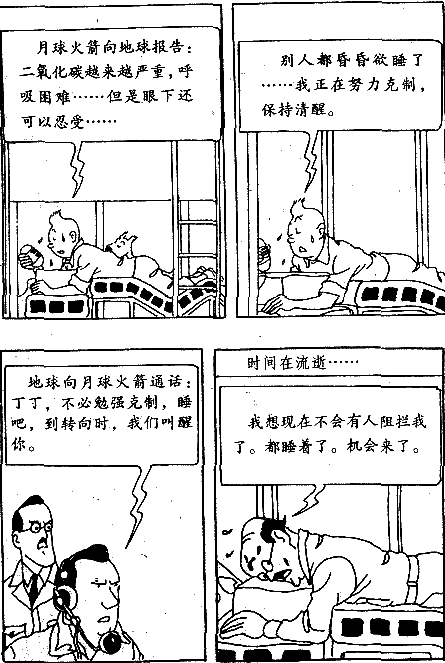 月球火箭向地球报告：
二氧化碳越来越严重，呼
吸困难……但是眼下还
可以忍受……
别人都昏昏欲睡了
……我正在努力克制，
保持清醒。
地球向月球火箭通话：
丁丁，不必勉强克制，睡
吧，到转向时，我们叫醒
你。
时间在流逝……
我想现在不会有人阻拦我
了。都睡着了。机会来了。